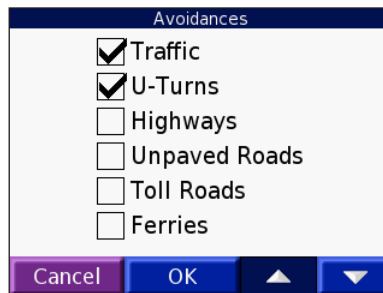 Avoidances
Traffic
U-Turns
Highways
Unpaved Roads
Toll Roads
Ferries
Cancel OK